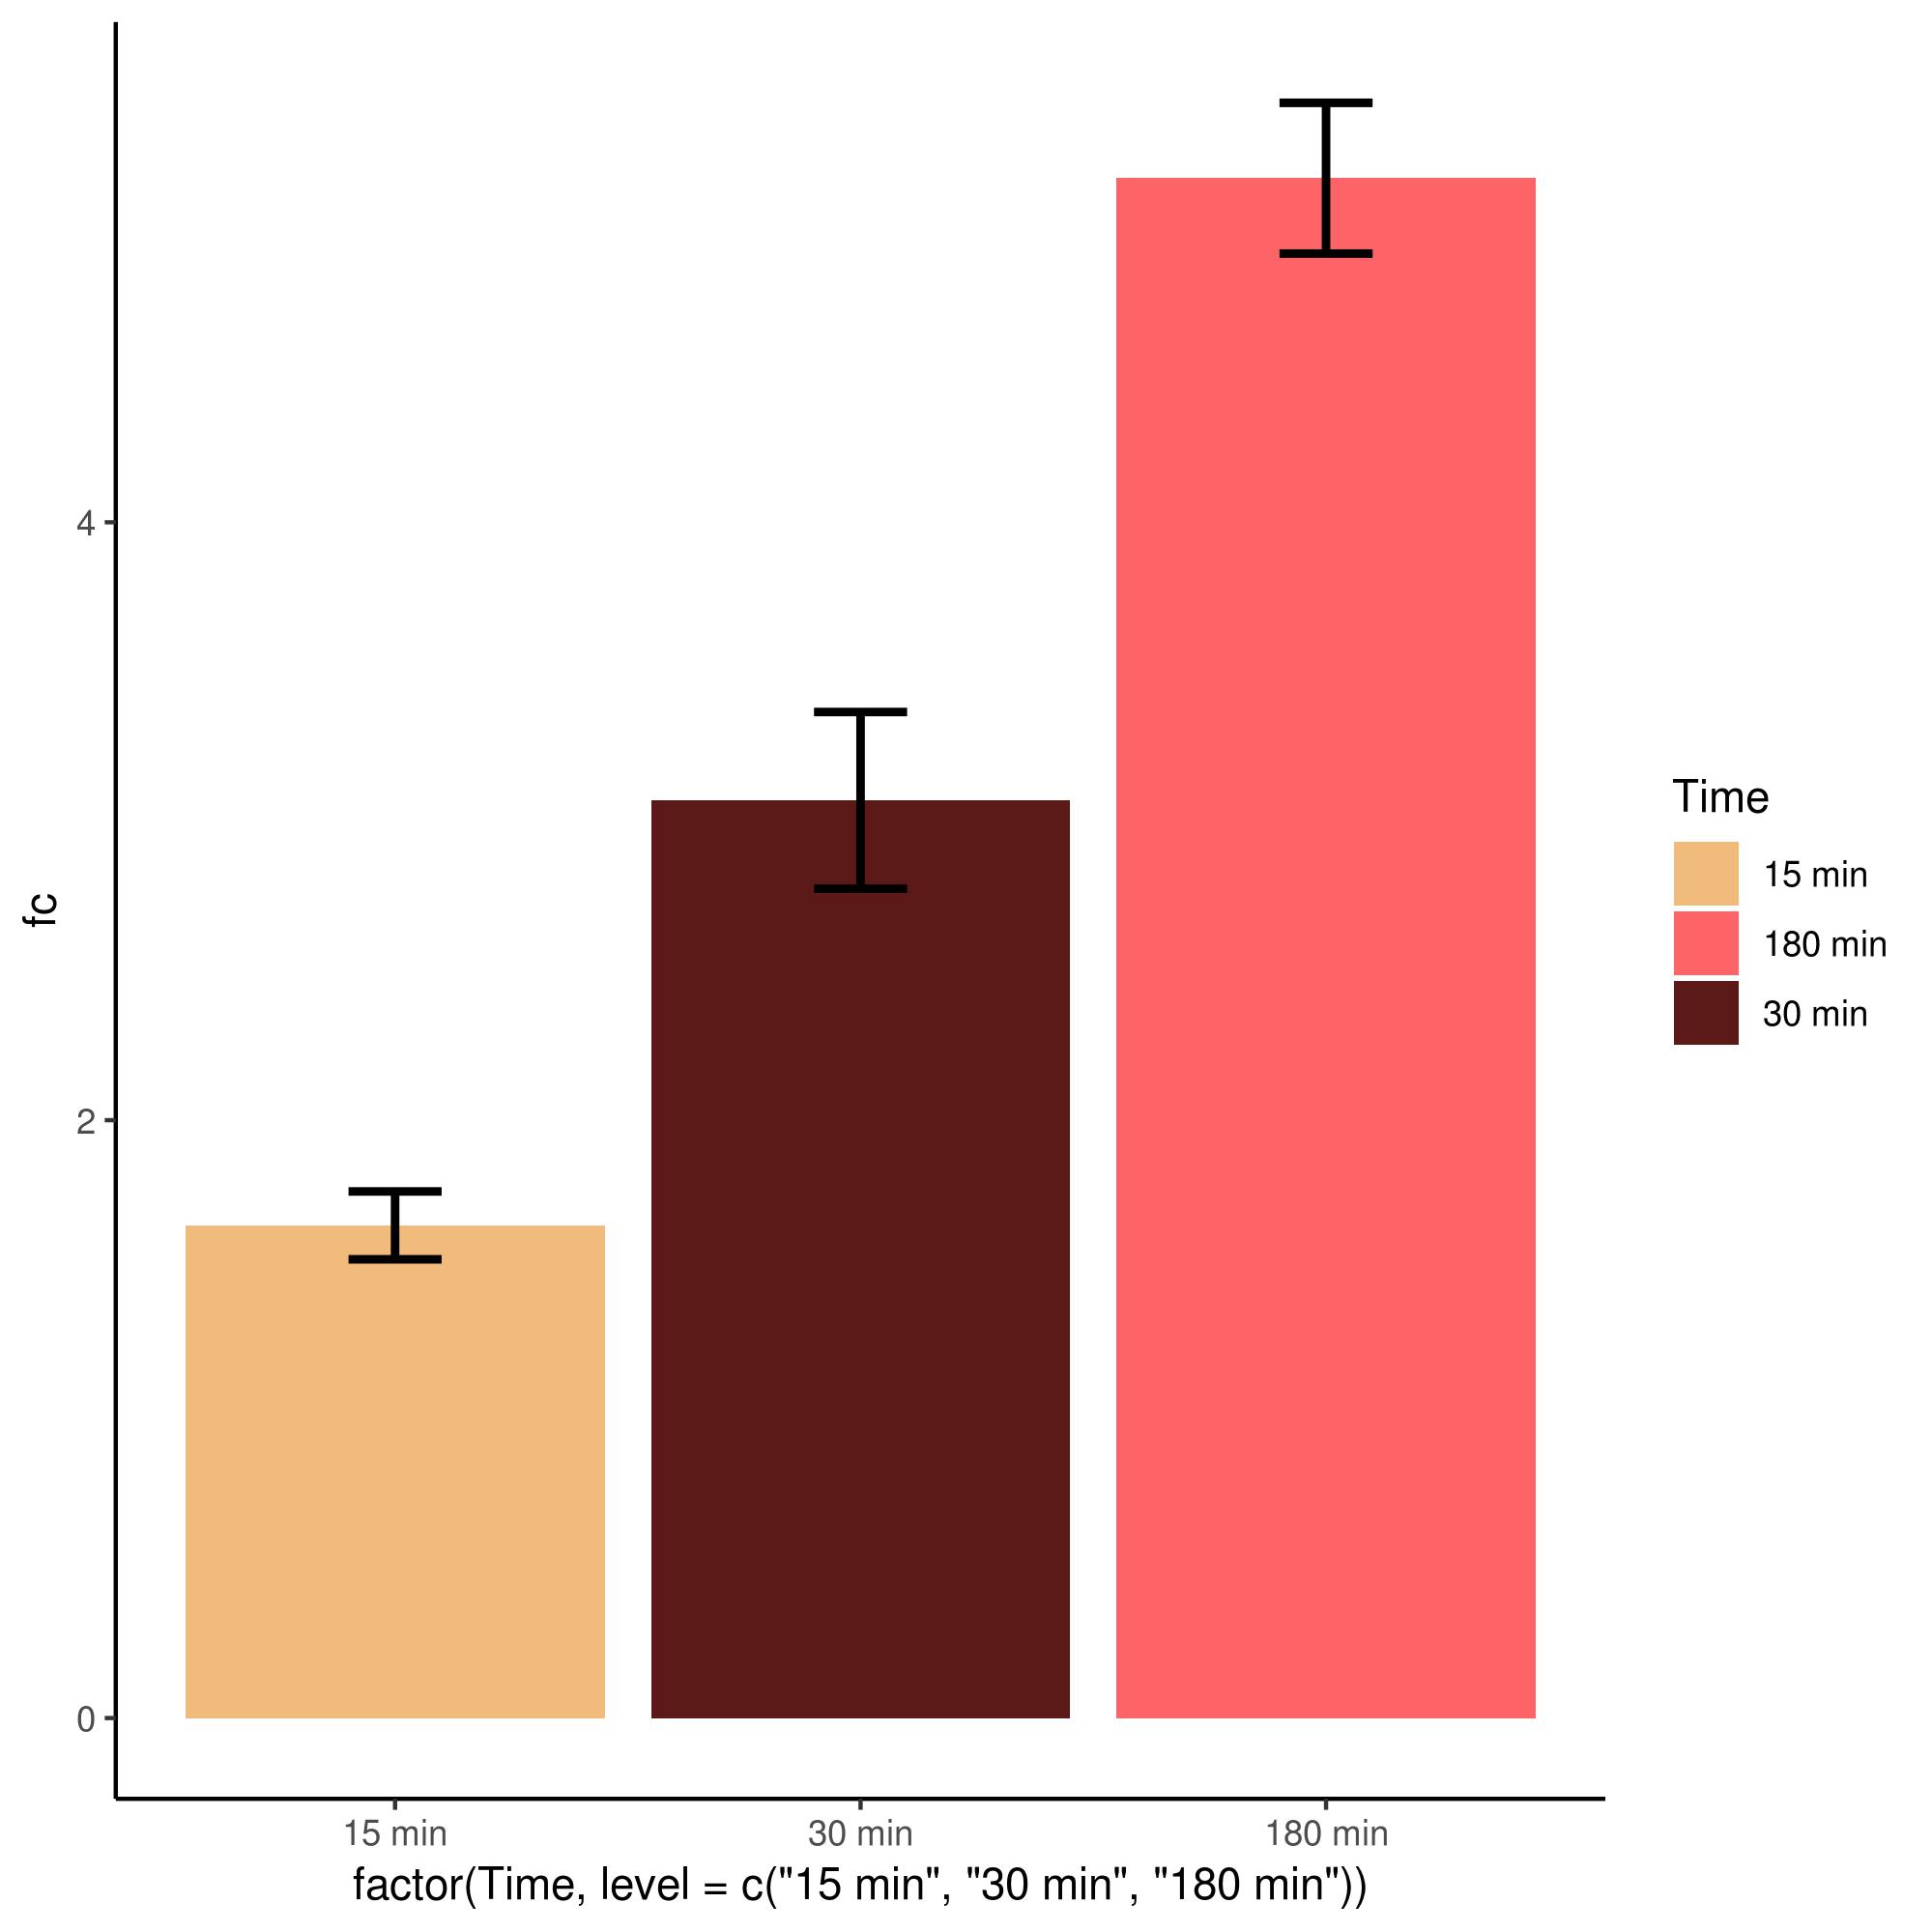 fc
4
2
0
15 min
30 min
180 min
factor(Time, level = c("15 min", "30 min", "180 min"))
Time
15 min
180 min
30 min